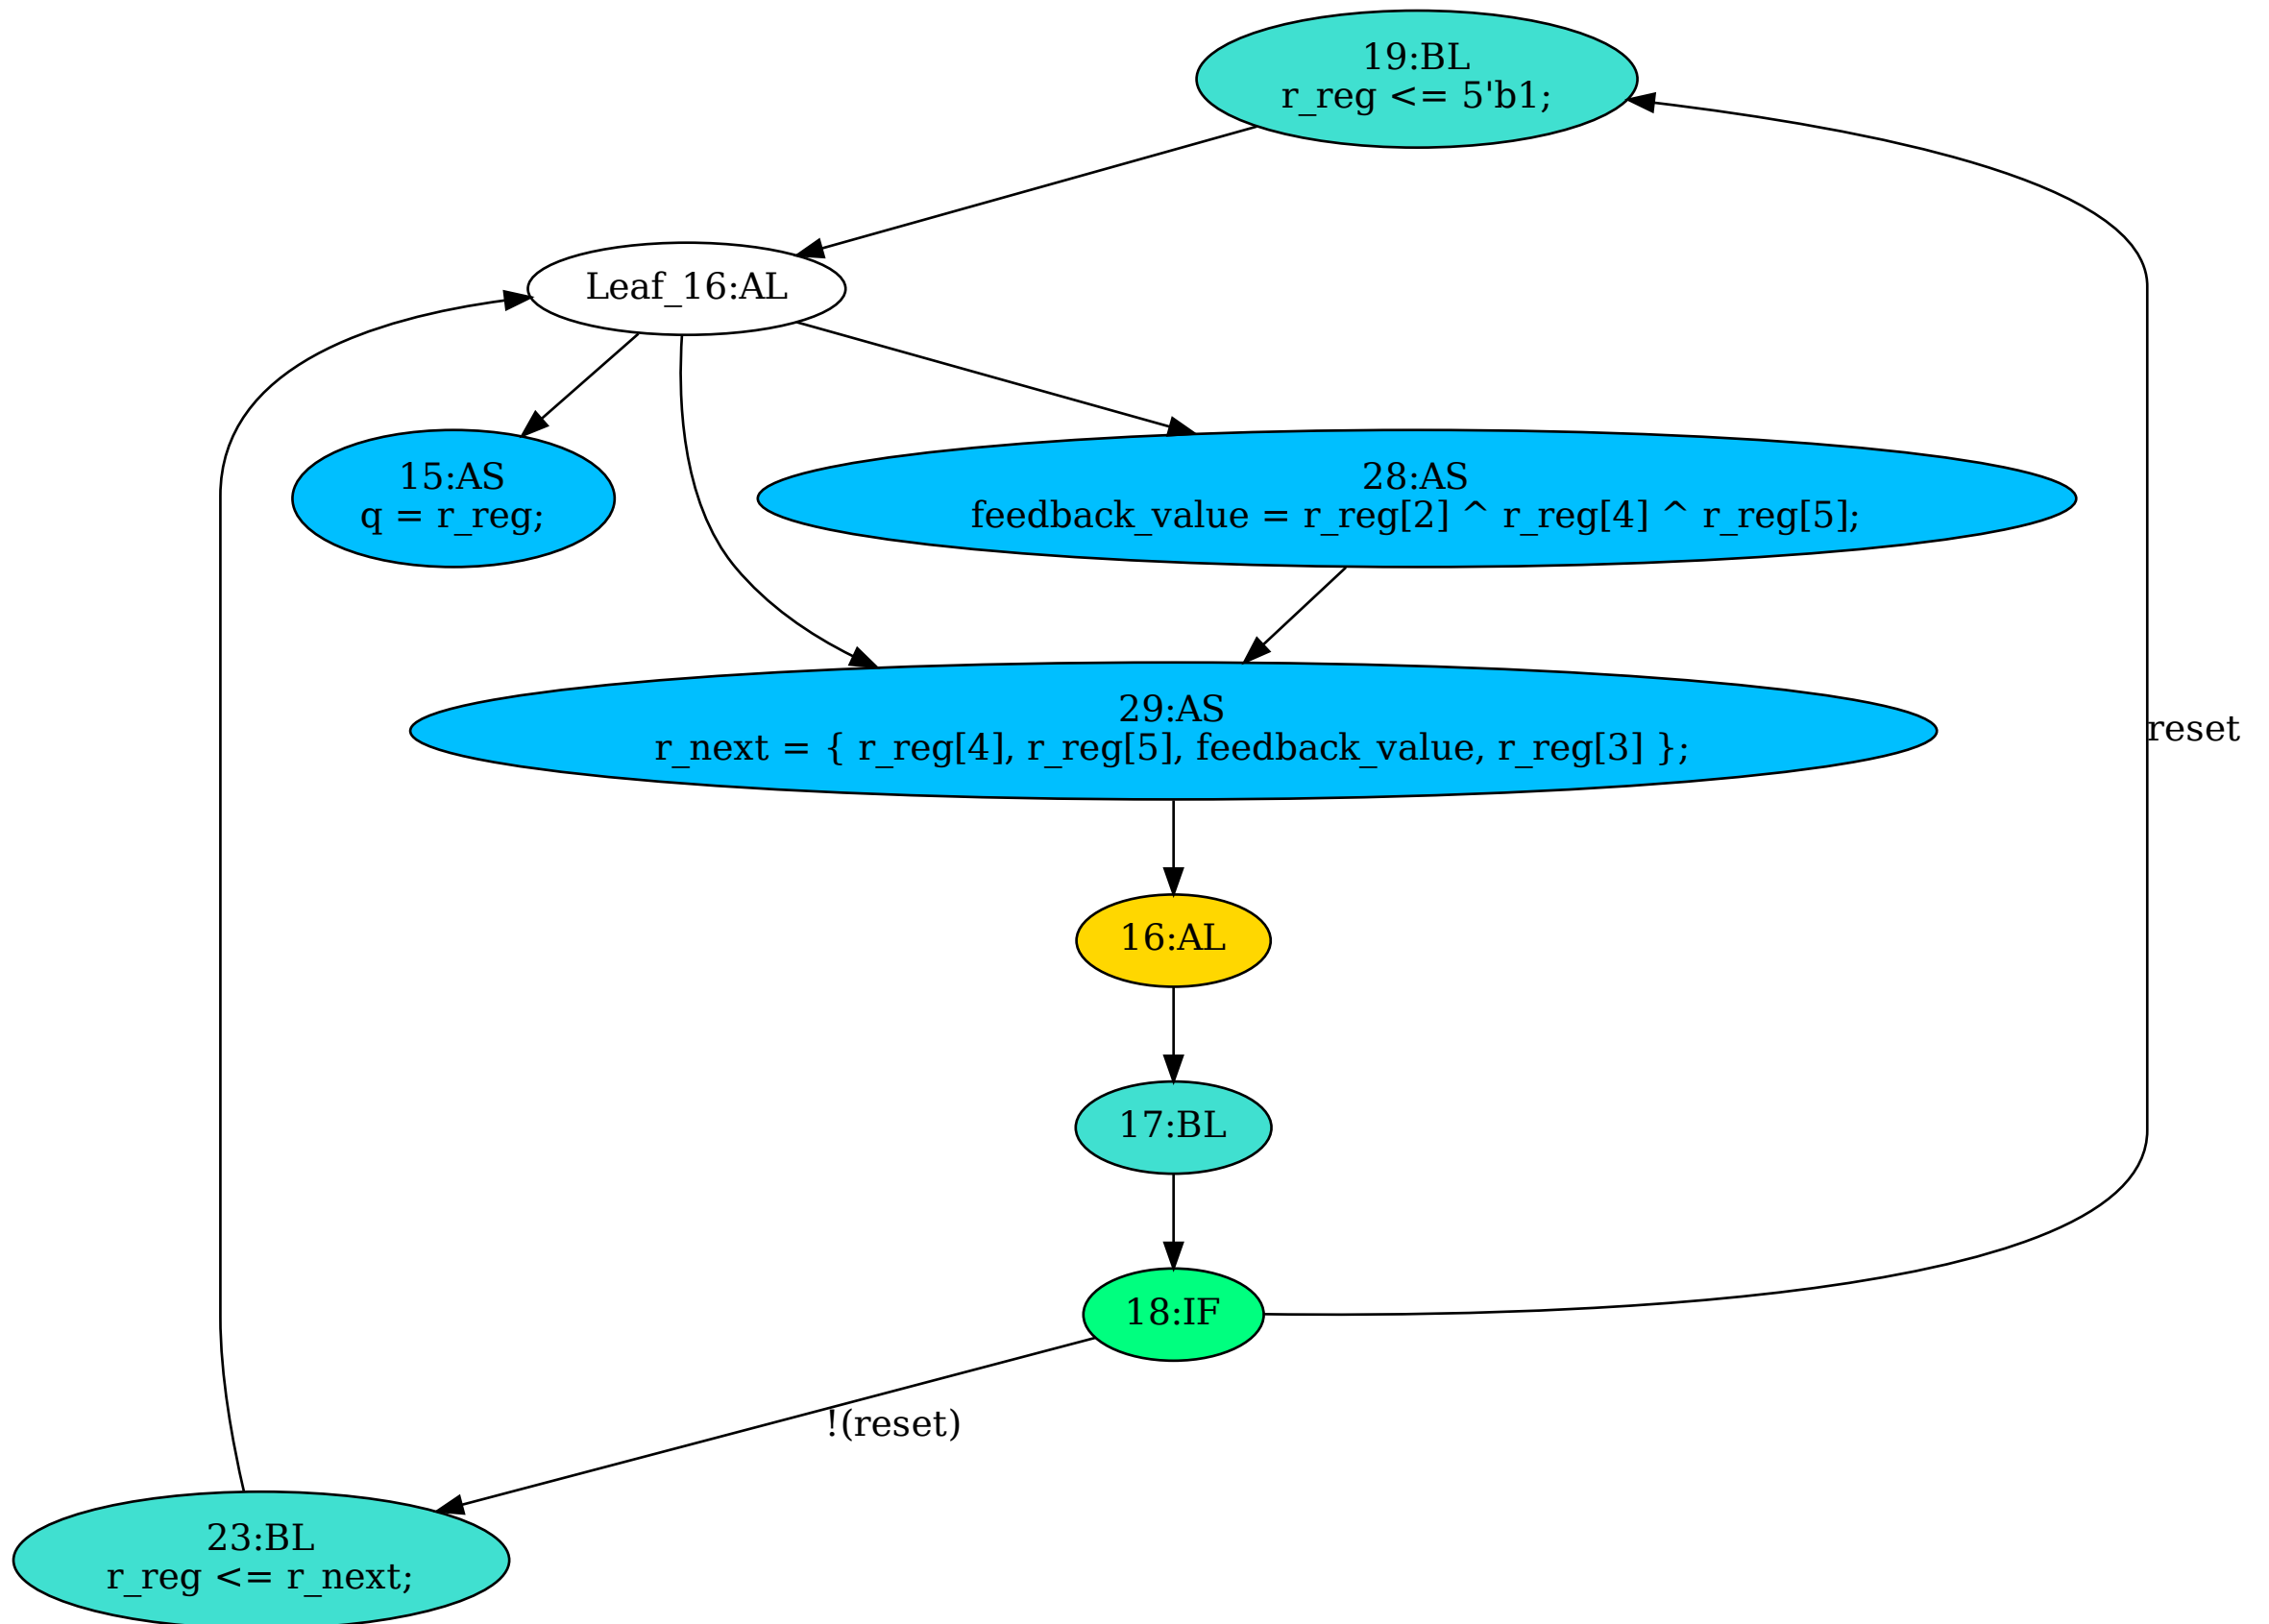 19:BL
r_reg <= 5'b1;
Leaf_16:AL
15:AS
q = r_reg;
28:AS
feedback_value = r_reg[2] ^ r_reg[4] ^ r_reg[5];
29:AS
r_next = { r_reg[4], r_reg[5], feedback_value, r_reg[3] };
reset
16:AL
17:BL
18:IF
!(reset)
23:BL
r_reg <= r_next;